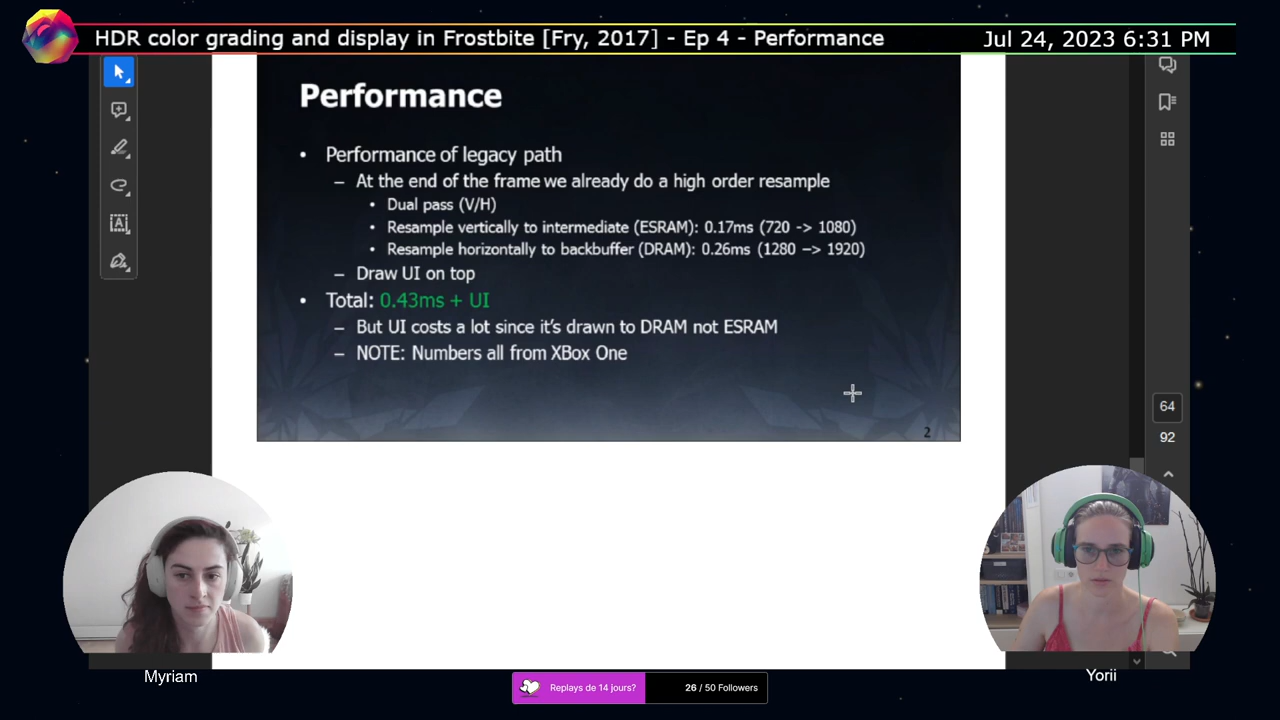 HDR color grading and display in Frostbite [Fry, 2017] - Ep 4 - Performance
Jul 24, 2023 6:31 PM
Performance
• Performance of legacy path
– At the end of the frame we already do a high order resample
• Dual pass (V/H)
• Resample vertically to intermediate (ESRAM): 0.17ms (720 -> 1080)
• Resample horizontally to backbuffer (DRAM): 0.26ms (1280 –> 1920)
– Draw UI on top
• Total: 0.43ms + UI
– But UI costs a lot since it's drawn to DRAM not ESRAM
– NOTE: Numbers all from XBox One
2
64
92
Myriam
Yorii
Replays de 14 jours?
26 / 50 Followers